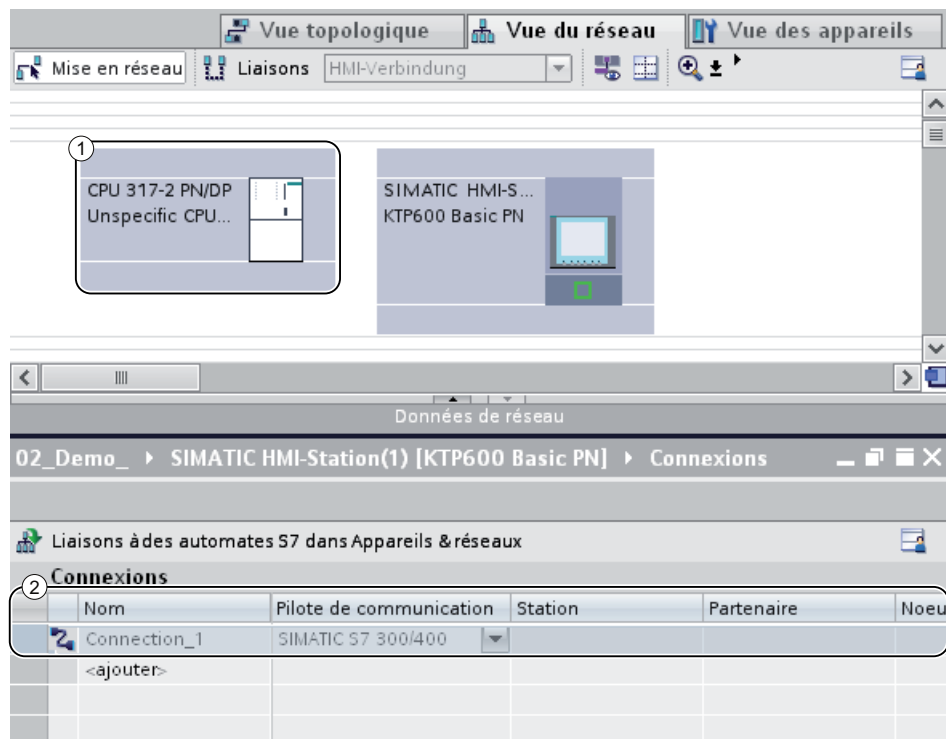 Vue topologique Vue du réseau Vue des appareils
Mise en réseau Liaisons HMI-Verbindung
1
CPU 317-2 PN/DP
Unspecific CPU...
SIMATIC HMI-S...
KTP600 Basic PN
Données de réseau
02_Demo_ SIMATIC HMI-Station(1) [KTP600 Basic PN] Connexions
Liaisons à des automates S7 dans Appareils & réseaux
Connexions
2
Nom Pilote de communication Station Partenaire Noeu
Connection_1 SIMATIC S7 300/400
<ajouter>